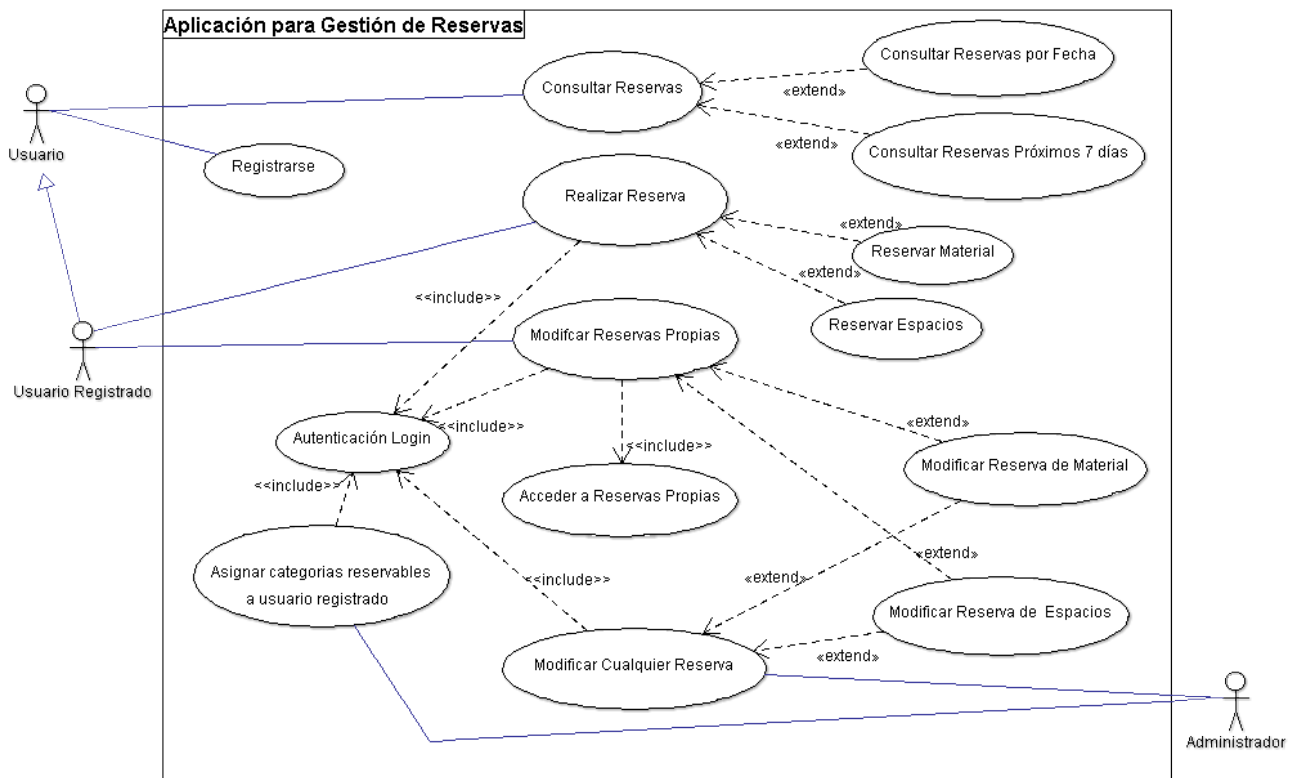 Aplicación para Gestión de Reservas
Consultar Reservas por Fecha
Consultar Reservas
«extend»
Usuario
«extend»
Consultar Reservas Próximos 7 días
Registrarse
Realizar Reserva
«extend»
Reservar Material
«extend»
<<include>>
Reservar Espacios
Modifcar Reservas Propias
Usuario Registrado
«extend»
<<include>>
<<include>>
Autenticación Login
Modificar Reserva de Material
<<include>>
Acceder a Reservas Propias
«extend»
Asignar categorias reservables
a usuario registrado
<<include>>
«extend»
Modificar Reserva de Espacios
«extend»
Modificar Cualquier Reserva
Administrador